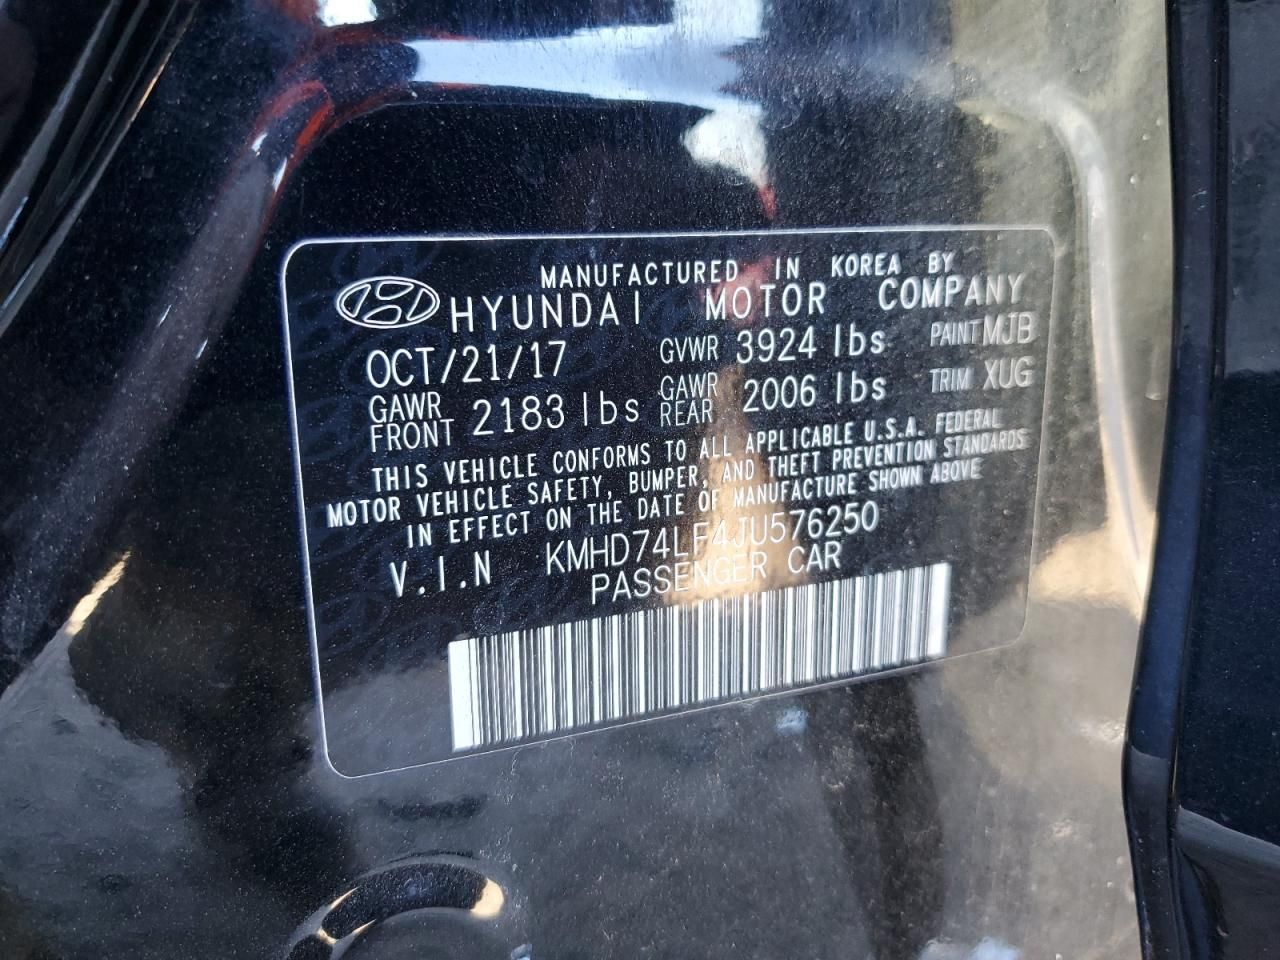 MANUFACTURED IN KOREA BY
HYUNDAI MOTOR COMPANY
OCT/21/17 GVWR 3924 lbs PAINT MJB
GAWR FRONT 2183 lbs GAWR REAR 2006 lbs TRIM XUG
THIS VEHICLE CONFORMS TO ALL APPLICABLE U.S.A. FEDERAL
MOTOR VEHICLE SAFETY, BUMPER, AND THEFT PREVENTION STANDARDS
IN EFFECT ON THE DATE OF MANUFACTURE SHOWN ABOVE
V.I.N KMHD74LF4JU576250
PASSENGER CAR